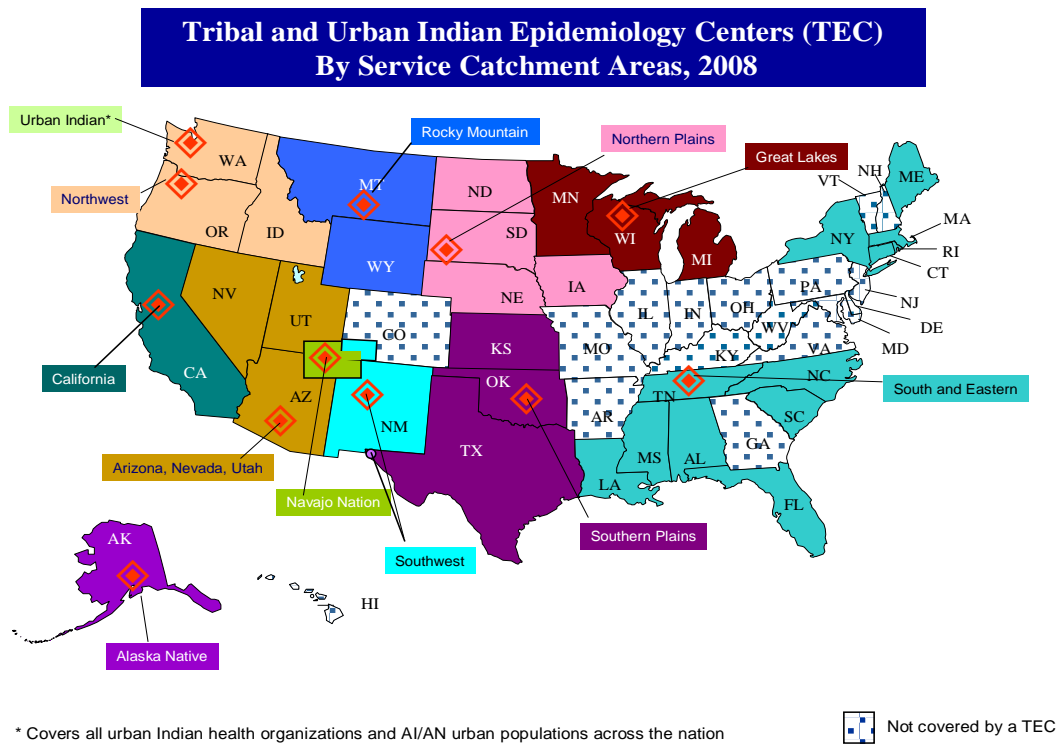 Tribal and Urban Indian Epidemiology Centers (TEC)
By Service Catchment Areas, 2008
Urban Indian*
Rocky Mountain
Northern Plains
Great Lakes
Northwest
WA
OR
ID
MT
WY
ND
SD
NE
IA
MN
WI
MI
VT
NH
ME
NY
MA
RI
CT
NJ
DE
MD
PA
OH
IN
IL
WV
VA
KY
MO
CO
KS
NV
UT
CA
California
AZ
NM
OK
TX
AR
TN
NC
SC
South and Eastern
GA
MS
AL
LA
FL
Arizona, Nevada, Utah
Navajo Nation
Southwest
Southern Plains
AK
HI
Alaska Native
* Covers all urban Indian health organizations and AI/AN urban populations across the nation
Not covered by a TEC